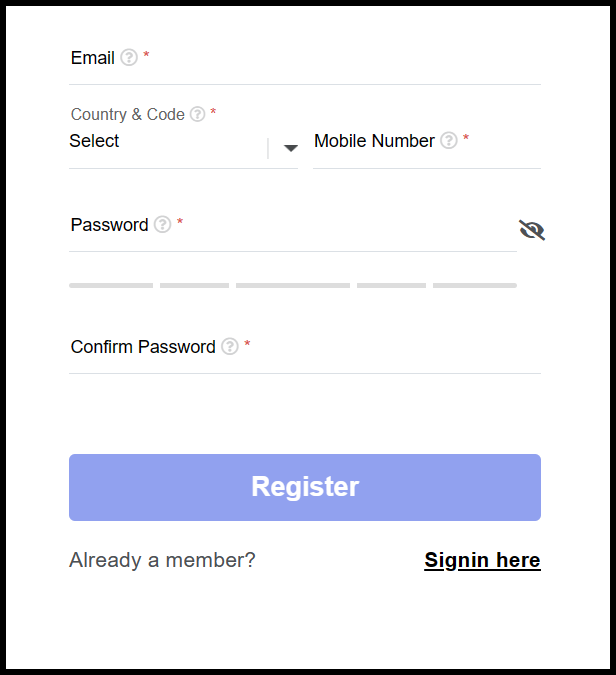 Email ? *
Country & Code ? *
Select
Mobile Number ? *
Password ? *
Confirm Password ? *
Register
Already a member? Signin here